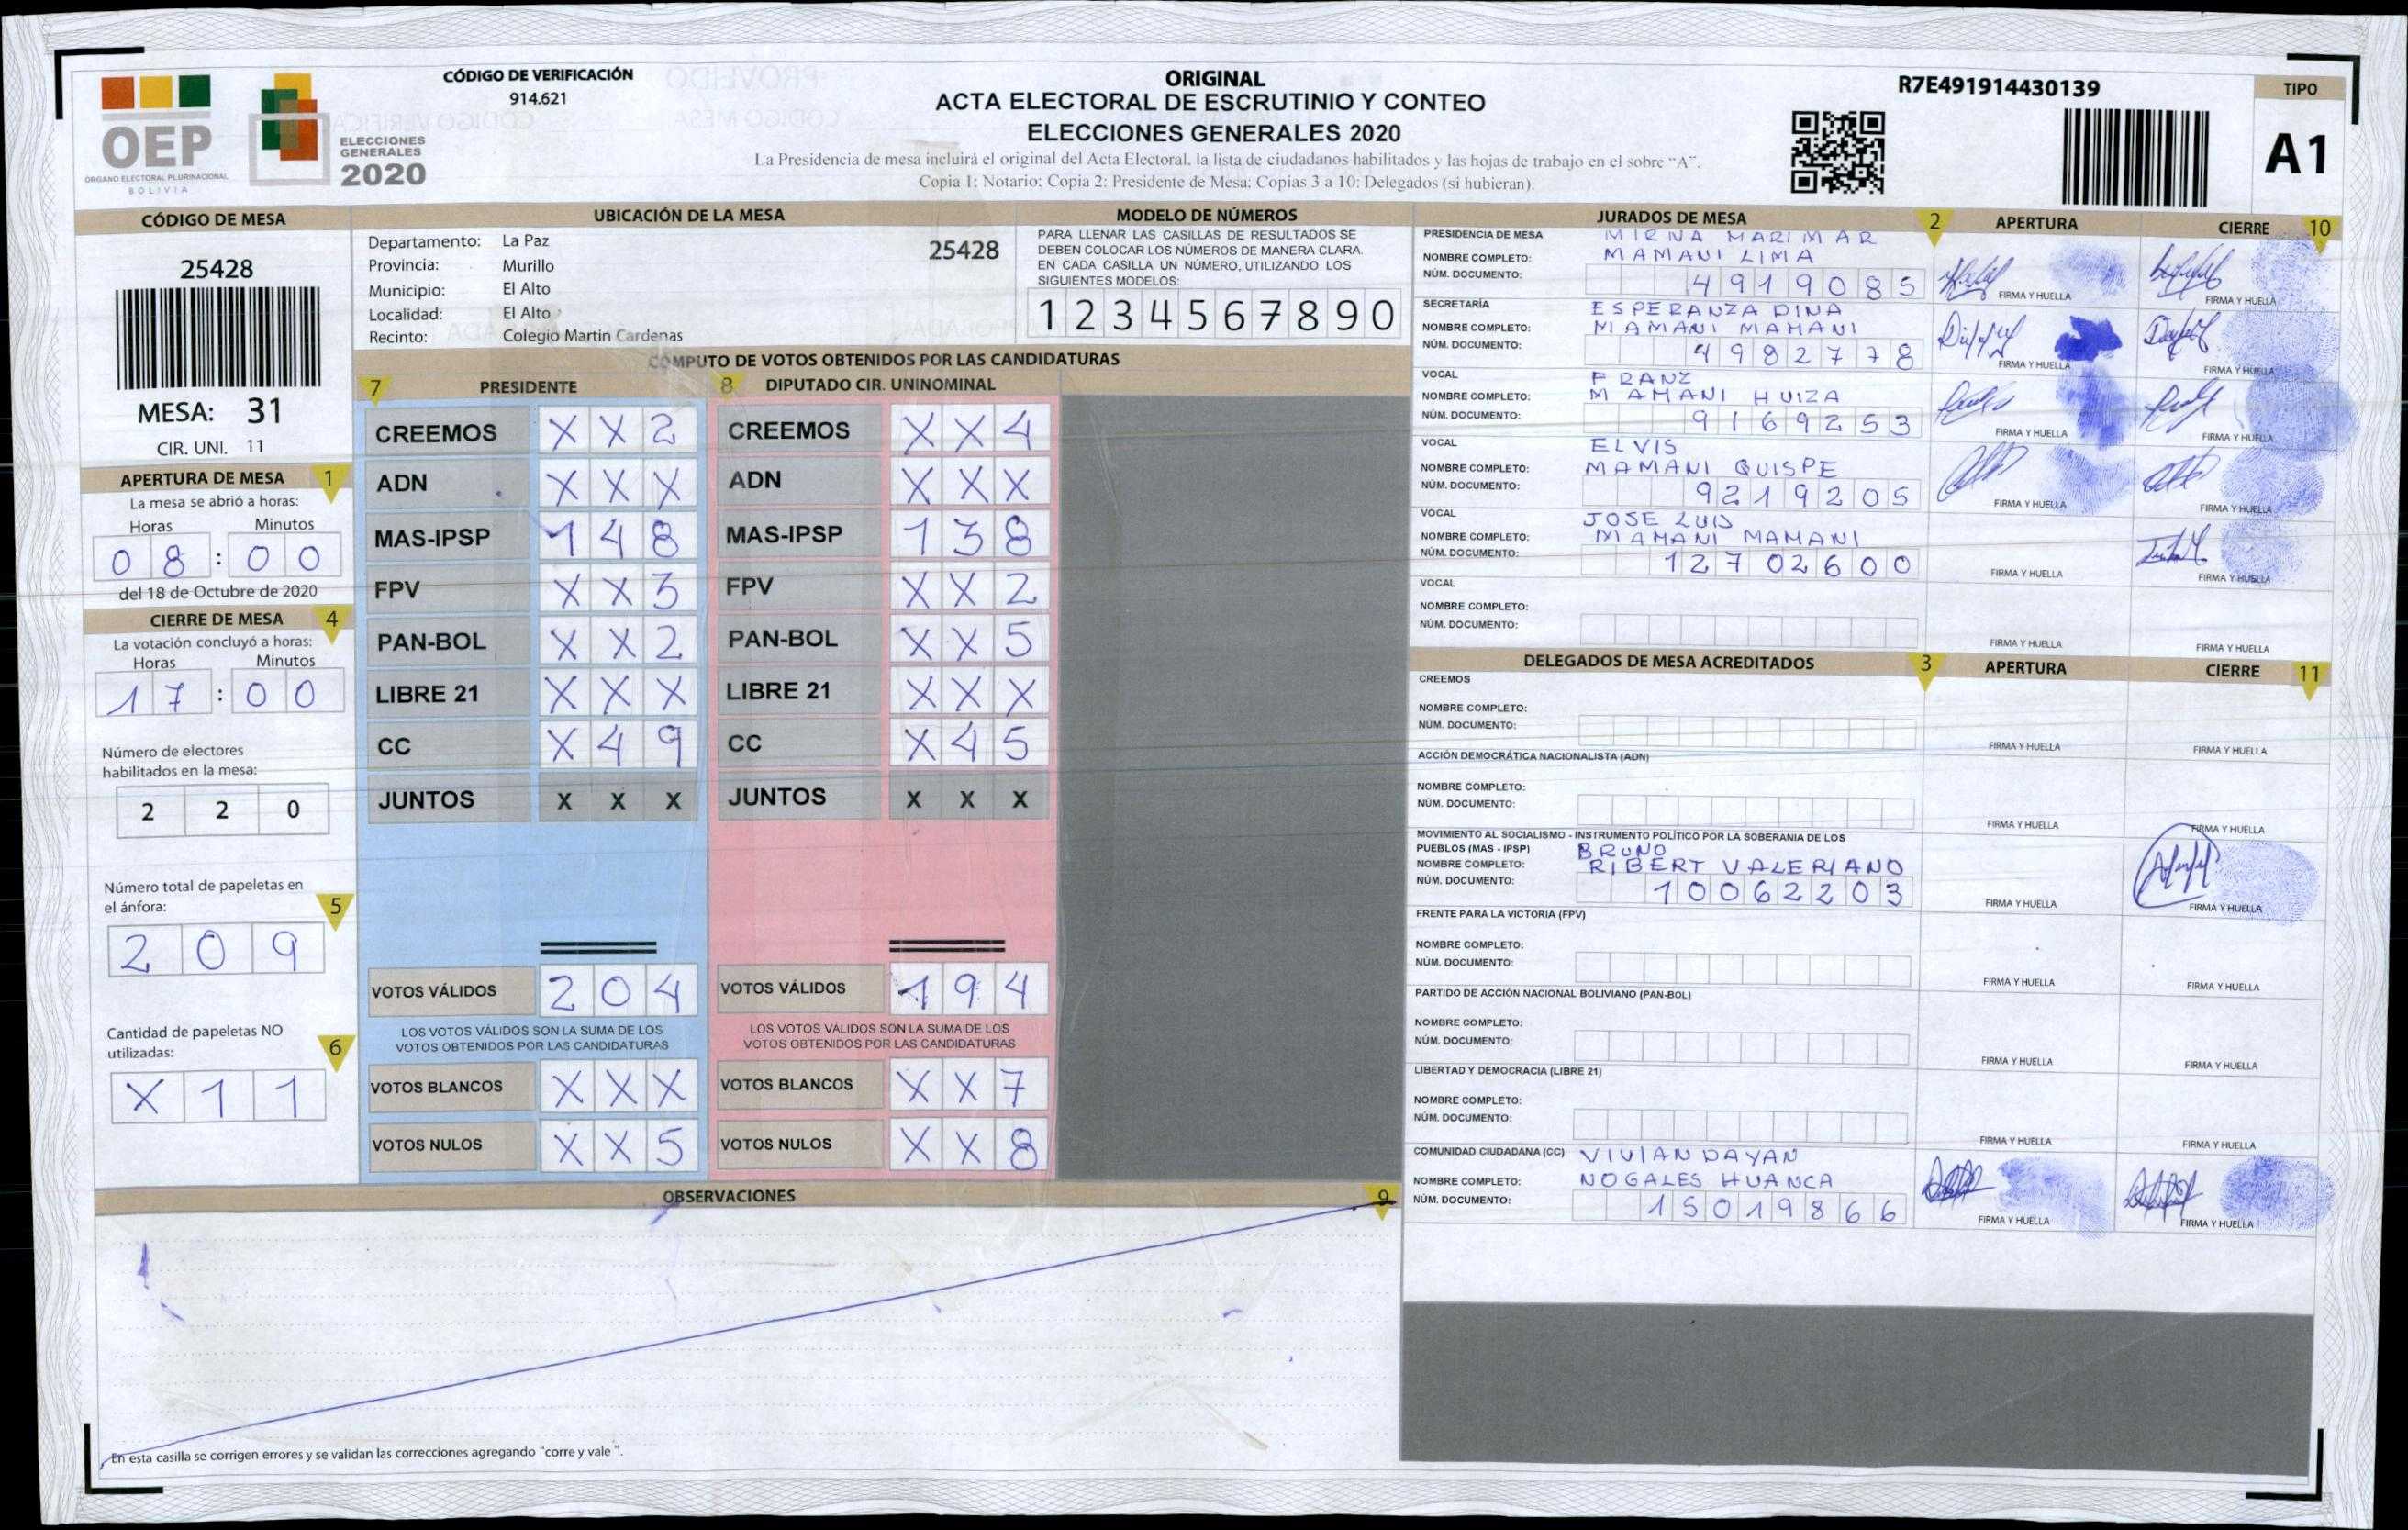 OEP
ÓRGANO ELECTORAL PLURINACIONAL
BOLIVIA
ELECCIONES
GENERALES
2020
CÓDIGO DE VERIFICACIÓN
914.621
ORIGINAL
ACTA ELECTORAL DE ESCRUTINIO Y CONTEO
ELECCIONES GENERALES 2020
La Presidencia de mesa incluirá el original del Acta Electoral, la lista de ciudadanos habilitados y las hojas de trabajo en el sobre "A".
Copia 1: Notario; Copia 2: Presidente de Mesa; Copias 3 a 10: Delegados (si hubieran).
R7E491914430139
TIPO
A1
CÓDIGO DE MESA
25428
MESA: 31
CIR. UNI. 11
APERTURA DE MESA 1
La mesa se abrió a horas:
Horas Minutos
08 : 00
del 18 de Octubre de 2020
CIERRE DE MESA 4
La votación concluyó a horas:
Horas Minutos
17 : 00
Número de electores
habilitados en la mesa:
2 2 0
Número total de papeletas en
el ánfora: 5
2 0 9
Cantidad de papeletas NO
utilizadas: 6
X 1 1
UBICACIÓN DE LA MESA
Departamento: La Paz 25428
Provincia: Murillo
Municipio: El Alto
Localidad: El Alto
Recinto: Colegio Martin Cardenas
MODELO DE NÚMEROS
PARA LLENAR LAS CASILLAS DE RESULTADOS SE
DEBEN COLOCAR LOS NÚMEROS DE MANERA CLARA.
EN CADA CASILLA UN NÚMERO, UTILIZANDO LOS
SIGUIENTES MODELOS:
1 2 3 4 5 6 7 8 9 0
CÓMPUTO DE VOTOS OBTENIDOS POR LAS CANDIDATURAS
7 PRESIDENTE 8 DIPUTADO CIR. UNINOMINAL
CREEMOS X X 2 CREEMOS X X 4
ADN X X X ADN X X X
MAS-IPSP 1 4 8 MAS-IPSP 1 3 8
FPV X X 3 FPV X X 2
PAN-BOL X X 2 PAN-BOL X X 5
LIBRE 21 X X X LIBRE 21 X X X
CC X 4 9 CC X 4 5
JUNTOS X X X JUNTOS X X X
VOTOS VÁLIDOS 2 0 4 VOTOS VÁLIDOS 1 9 4
LOS VOTOS VÁLIDOS SON LA SUMA DE LOS LOS VOTOS VÁLIDOS SON LA SUMA DE LOS
VOTOS OBTENIDOS POR LAS CANDIDATURAS VOTOS OBTENIDOS POR LAS CANDIDATURAS
VOTOS BLANCOS X X X VOTOS BLANCOS X X 7
VOTOS NULOS X X 5 VOTOS NULOS X X 8
OBSERVACIONES 9
En esta casilla se corrigen errores y se validan las correcciones agregando "corre y vale ".
JURADOS DE MESA 2 APERTURA CIERRE 10
PRESIDENCIA DE MESA MIRNA MARIMAR
NOMBRE COMPLETO: MAMANI LIMA
NÚM. DOCUMENTO: 4919085 FIRMA Y HUELLA FIRMA Y HUELLA
SECRETARÍA ESPERANZA DINA
NOMBRE COMPLETO: MAMANI MAMANI
NÚM. DOCUMENTO: 4982778 FIRMA Y HUELLA FIRMA Y HUELLA
VOCAL FRANZ
NOMBRE COMPLETO: MAMANI HUIZA
NÚM. DOCUMENTO: 9169253 FIRMA Y HUELLA FIRMA Y HUELLA
VOCAL ELVIS
NOMBRE COMPLETO: MAMANI QUISPE
NÚM. DOCUMENTO: 9219205 FIRMA Y HUELLA FIRMA Y HUELLA
VOCAL JOSE LUIS
NOMBRE COMPLETO: MAMANI MAMANI
NÚM. DOCUMENTO: 12702600 FIRMA Y HUELLA FIRMA Y HUELLA
VOCAL
NOMBRE COMPLETO:
NÚM. DOCUMENTO: FIRMA Y HUELLA FIRMA Y HUELLA
DELEGADOS DE MESA ACREDITADOS 3 APERTURA CIERRE 11
CREEMOS
NOMBRE COMPLETO:
NÚM. DOCUMENTO: FIRMA Y HUELLA FIRMA Y HUELLA
ACCIÓN DEMOCRÁTICA NACIONALISTA (ADN)
NOMBRE COMPLETO:
NÚM. DOCUMENTO: FIRMA Y HUELLA FIRMA Y HUELLA
MOVIMIENTO AL SOCIALISMO - INSTRUMENTO POLÍTICO POR LA SOBERANIA DE LOS
PUEBLOS (MAS - IPSP) BRUNO
NOMBRE COMPLETO: RIBERT VALERIANO
NÚM. DOCUMENTO: 10062203 FIRMA Y HUELLA FIRMA Y HUELLA
FRENTE PARA LA VICTORIA (FPV)
NOMBRE COMPLETO:
NÚM. DOCUMENTO: FIRMA Y HUELLA FIRMA Y HUELLA
PARTIDO DE ACCIÓN NACIONAL BOLIVIANO (PAN-BOL)
NOMBRE COMPLETO:
NÚM. DOCUMENTO: FIRMA Y HUELLA FIRMA Y HUELLA
LIBERTAD Y DEMOCRACIA (LIBRE 21)
NOMBRE COMPLETO:
NÚM. DOCUMENTO: FIRMA Y HUELLA FIRMA Y HUELLA
COMUNIDAD CIUDADANA (CC) VIVIAN DAYAN
NOMBRE COMPLETO: NOGALES HUANCA
NÚM. DOCUMENTO: 15019866 FIRMA Y HUELLA FIRMA Y HUELLA